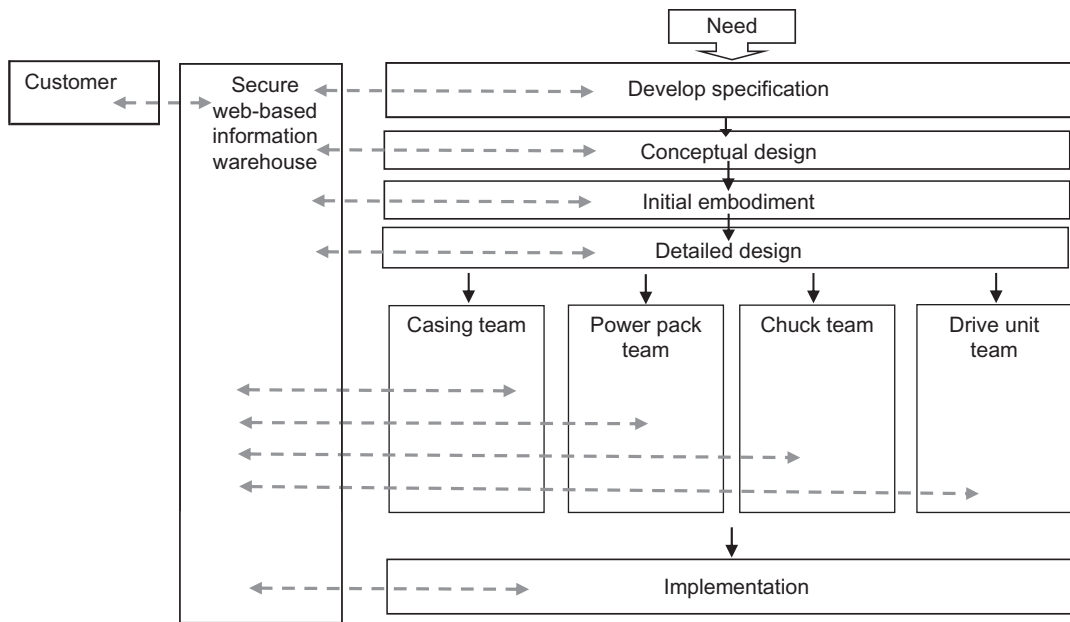 Need
Customer
Secure
web-based
information
warehouse
Develop specification
Conceptual design
Initial embodiment
Detailed design
Casing team
Power pack
team
Chuck team
Drive unit
team
Implementation